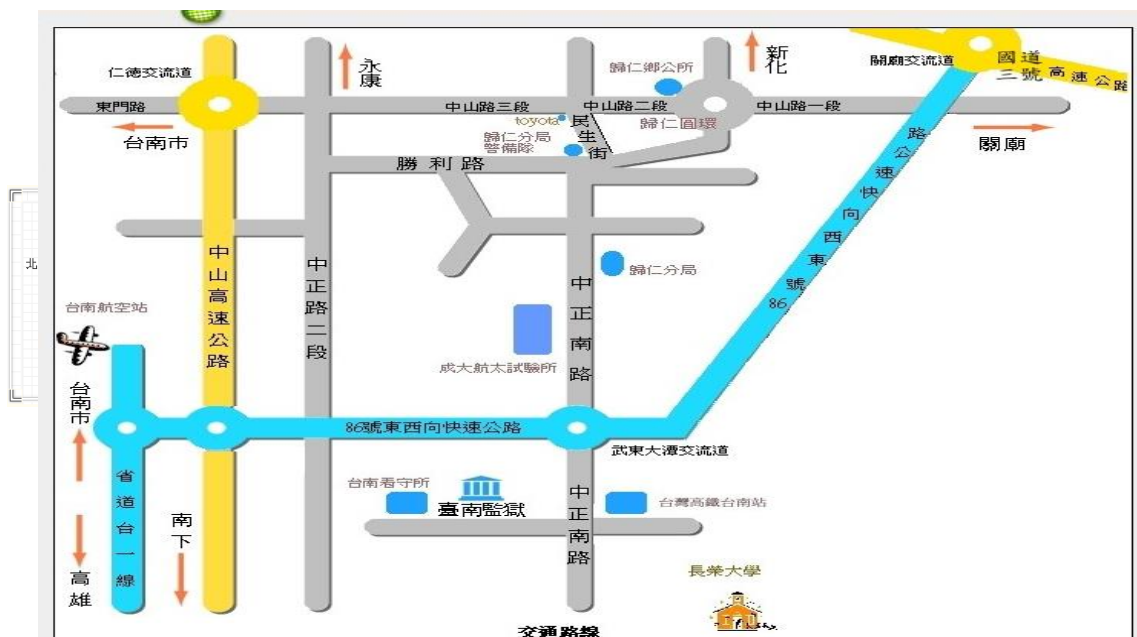 仁德交流道
永康
新化
歸仁鄉公所
關廟交流道
國道三號高速公路
東門路
中山路三段
中山路二段
中山路一段
台南市
toyota
民生街
歸仁圓環
關廟
歸仁分局
警備隊
勝利路
北
中山高速公路
中正路二段
歸仁分局
中正南路
86號東西向快速公路
台南航空站
成大航太試驗所
台南市
86號東西向快速公路
武東大潭交流道
省道台一線
南下
高雄
台南看守所
臺南監獄
中正南路
台灣高鐵台南站
長榮大學
交通路線